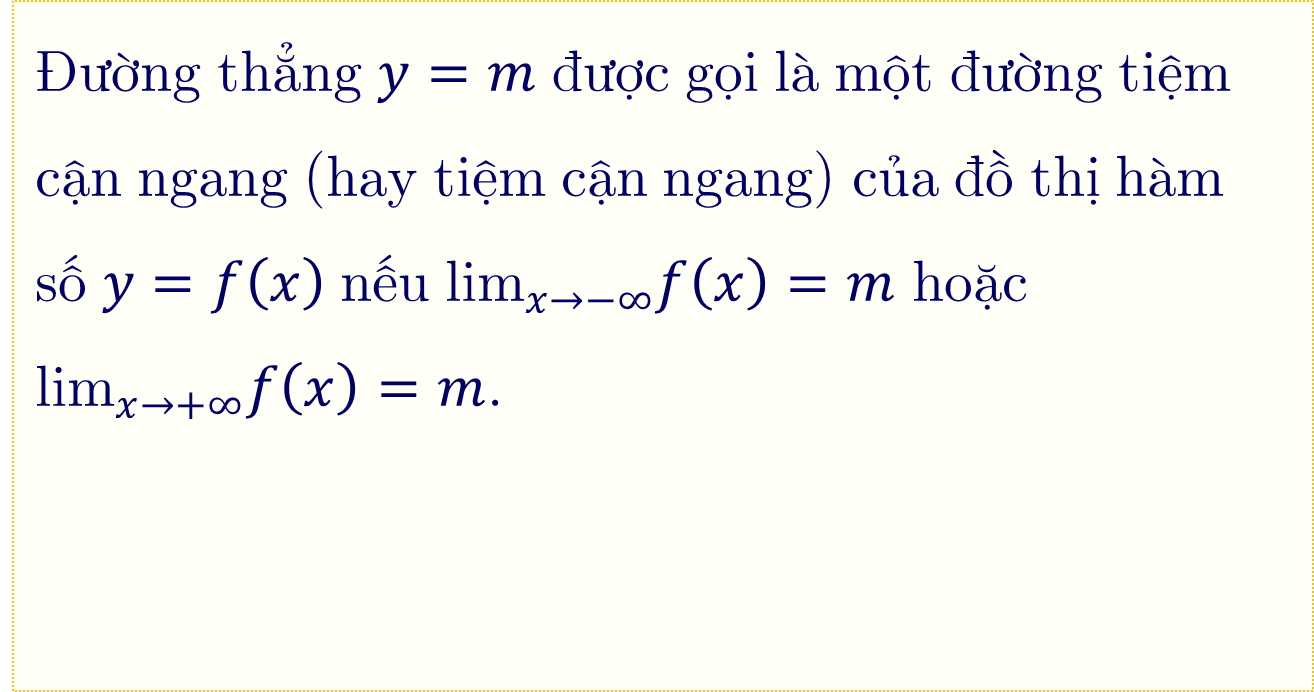 Đường thẳng y = m được gọi là một đường tiệm
cận ngang (hay tiệm cận ngang) của đồ thị hàm
số y = f(x) nếu lim_{x→−∞} f(x) = m hoặc
lim_{x→+∞} f(x) = m.